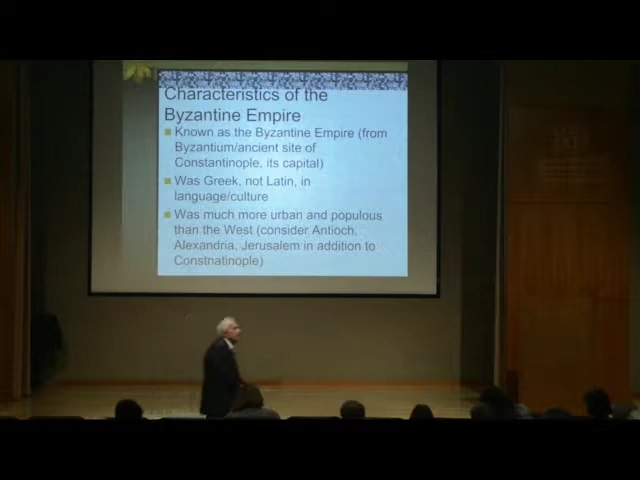 Characteristics of the
Byzantine Empire
Known as the Byzantine Empire (from
Byzantium/ancient site of
Constantinople, its capital)
Was Greek, not Latin, in
language/culture
Was much more urban and populous
than the West (consider Antioch,
Alexandria, Jerusalem in addition to
Constnatinople)